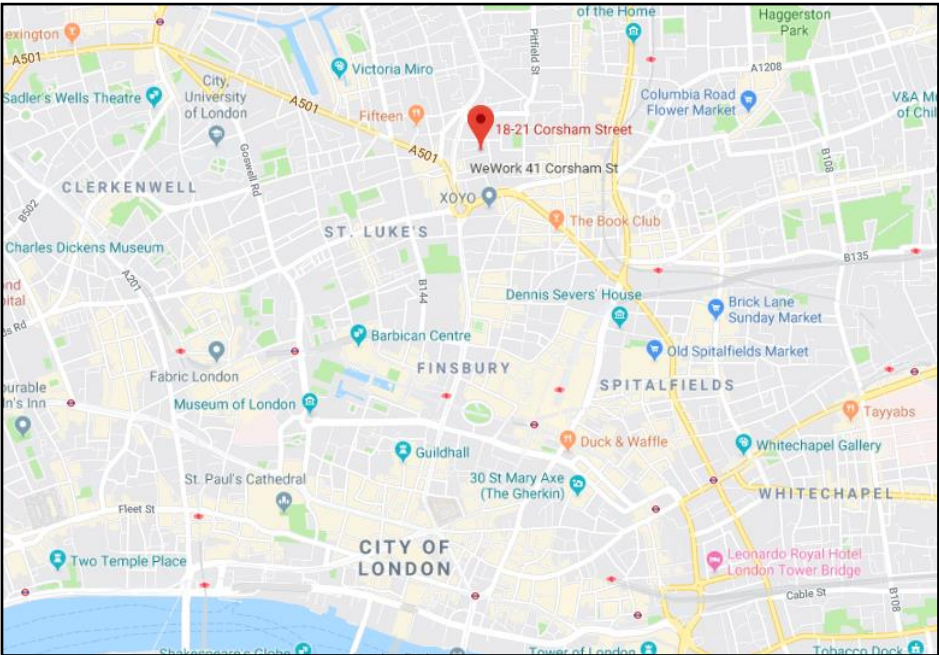 of the Home
Haggerston
Park
exington
A501
Victoria Miro
Pitfield St
A1208
City,
University
of London
Sadler's Wells Theatre
A501
Fifteen
Columbia Road
Flower Market
V&A M
of Chil
18-21 Corsham Street
A501
WeWork 41 Corsham St
Goswell Rd
B108
CLERKENWELL
XOYO
B502
The Book Club
ST. LUKE'S
Charles Dickens Museum
B135
A201
B144
Dennis Severs' House
Brick Lane
Sunday Market
Barbican Centre
Old Spitalfields Market
Fabric London
FINSBURY
SPITALFIELDS
Museum of London
Tayyabs
Duck & Waffle
Whitechapel Gallery
Guildhall
St. Paul's Cathedral
30 St Mary Axe
(The Gherkin)
WHITECHAPEL
Fleet St
CITY OF
LONDON
Two Temple Place
Leonardo Royal Hotel
London Tower Bridge
Cable St
B108
Shakespeare's Globe
Tower of London
Tobacco Dock